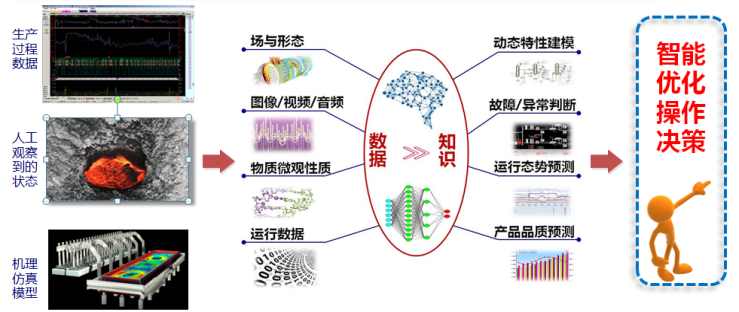 生产
过程
数据
人工
观察
到的
状态
机理
仿真
模型
场与形态
图像/视频/音频
物质微观性质
运行数据
数据
知识
动态特性建模
故障/异常判断
运行态势预测
产品品质预测
智能
优化
操作
决策